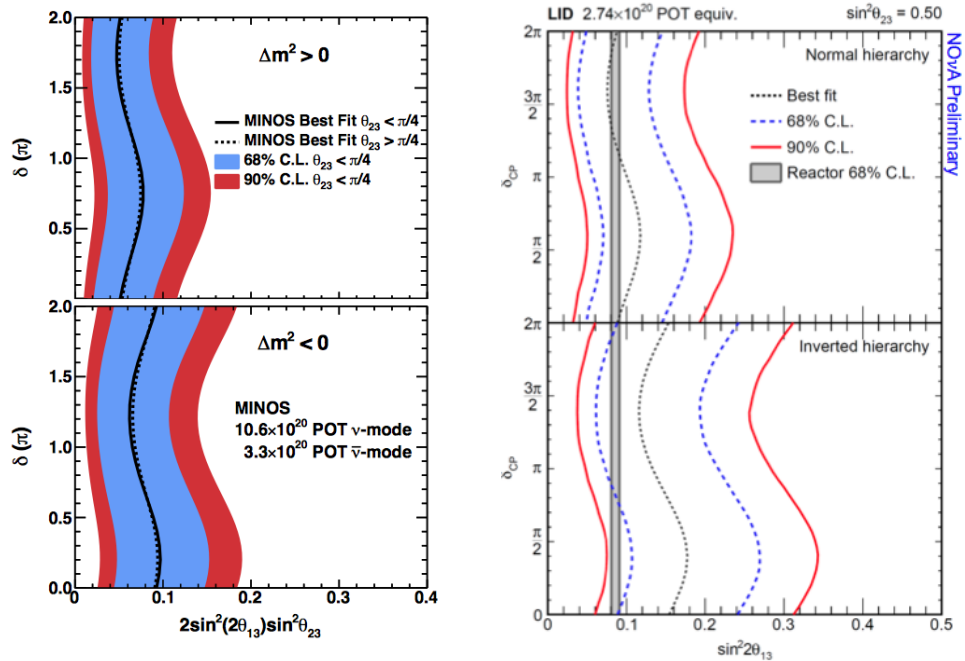 2.0
Δm² > 0
1.5
MINOS Best Fit θ₂₃ < π/4
MINOS Best Fit θ₂₃ > π/4
68% C.L. θ₂₃ < π/4
90% C.L. θ₂₃ < π/4
1.0
0.5
δ (π)
2.0
Δm² < 0
1.5
MINOS
10.6×10²⁰ POT ν-mode
3.3×10²⁰ POT ν̄-mode
1.0
0.5
0.0
δ (π)
0 0.1 0.2 0.3 0.4
2sin²(2θ₁₃)sin²θ₂₃
LID 2.74×10²⁰ POT equiv. sin²θ₂₃ = 0.50
NOνA Preliminary
2π
Normal hierarchy
3π/2
Best fit
68% C.L.
90% C.L.
Reactor 68% C.L.
π
π/2
δCP
2π
Inverted hierarchy
3π/2
π
π/2
0
δCP
0 0.1 0.2 0.3 0.4 0.5
sin²2θ₁₃